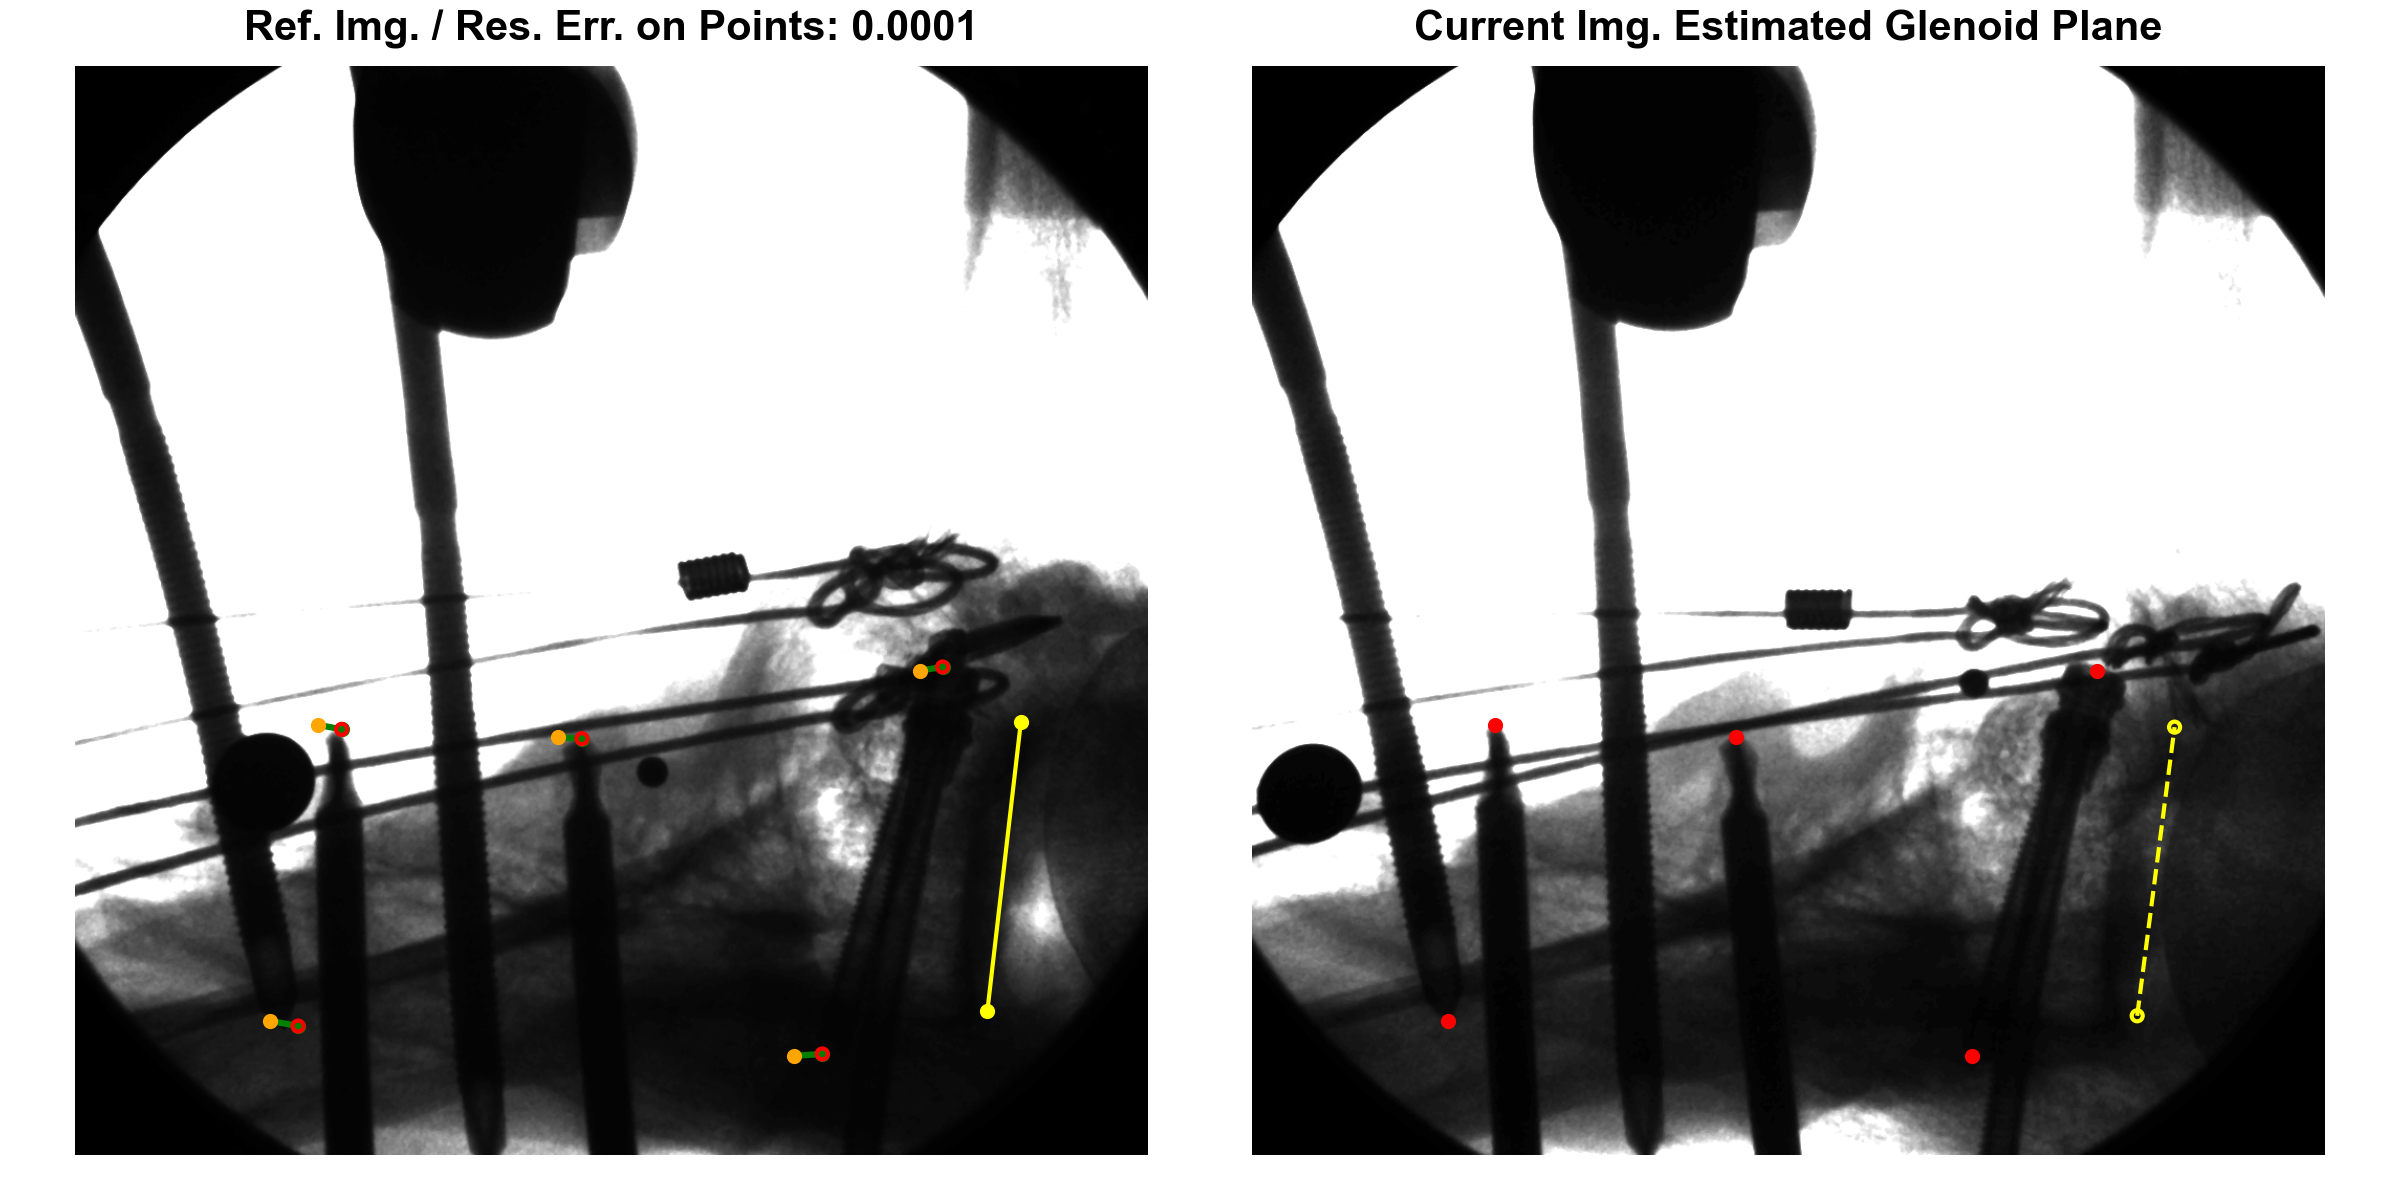 Ref. Img. / Res. Err. on Points: 0.0001
Current Img. Estimated Glenoid Plane